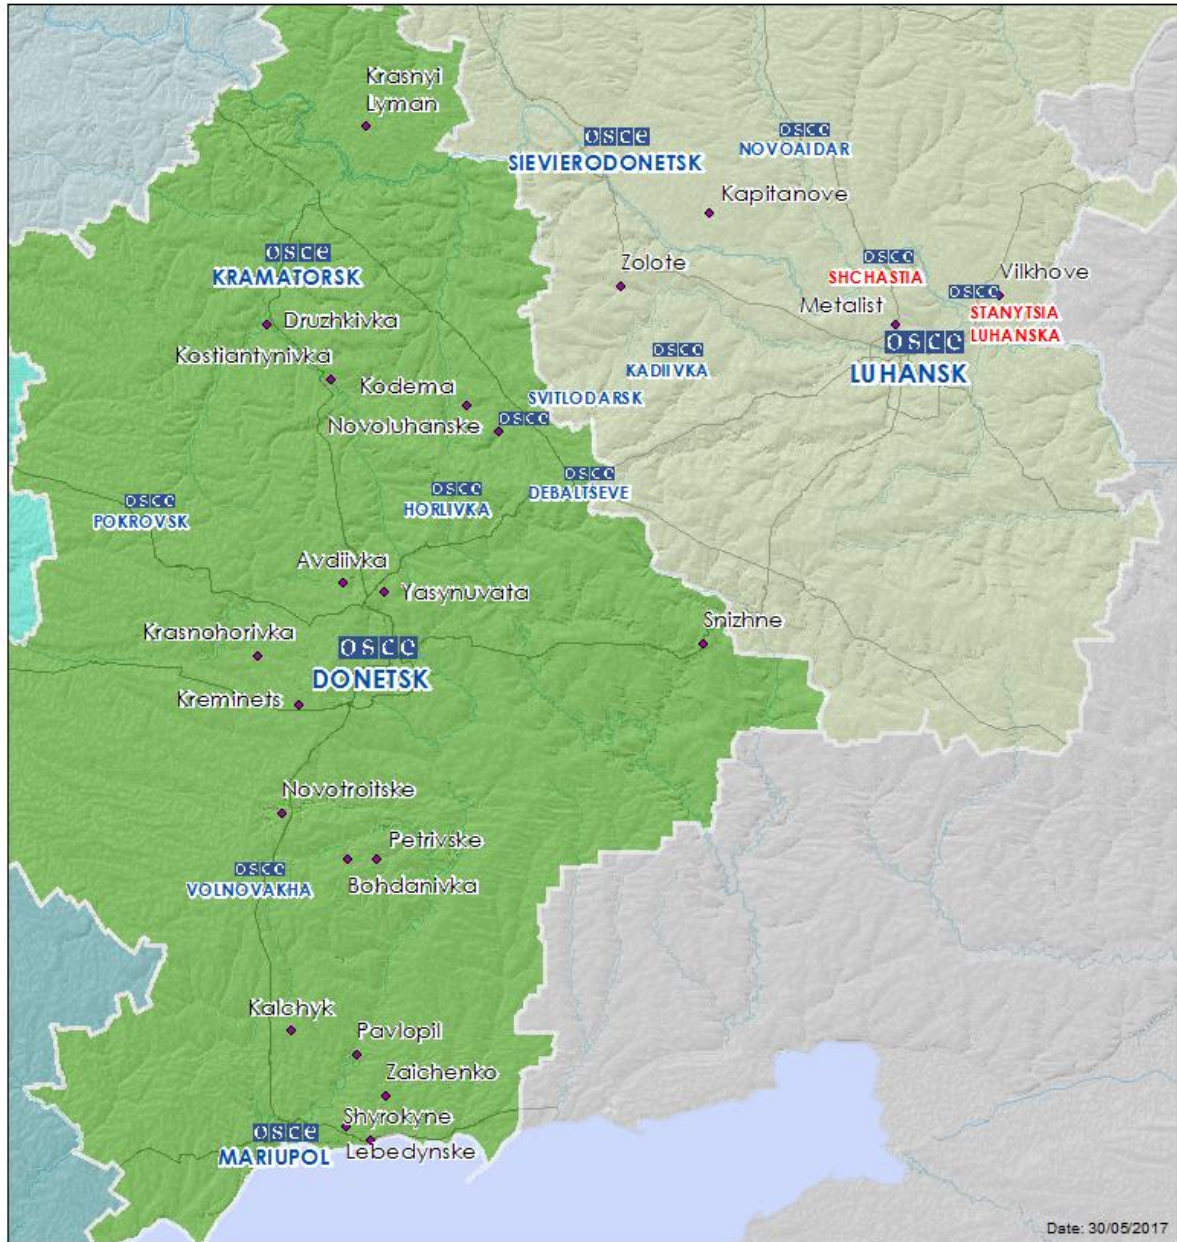 Krasnyi
Lyman
osce
SIEVIERODONETSK
osce
NOVOAIDAR
Kapitanove
osce
KRAMATORSK
Zolote
osce
SHCHASTIA
Vilkhove
osce
STANYTSIA
LUHANSKA
Metalist
osce
LUHANSK
Druzhkivka
Kostiantynivka
osce
KADIIVKA
Kodema
SVITLODARSK
osce
Novoluhanske
osce
DEBALTSEVE
osce
HORLIVKA
osce
POKROVSK
Avdiivka
Yasynuvata
Krasnohorivka
Snizhne
osce
DONETSK
Kreminets
Novotroitske
Petrivske
Bohdanivka
osce
VOLNOVAKHA
Kalchyk
Pavlopil
Zaichenko
Shyrokyne
osce
MARIUPOL
Lebedynske
Date: 30/05/2017